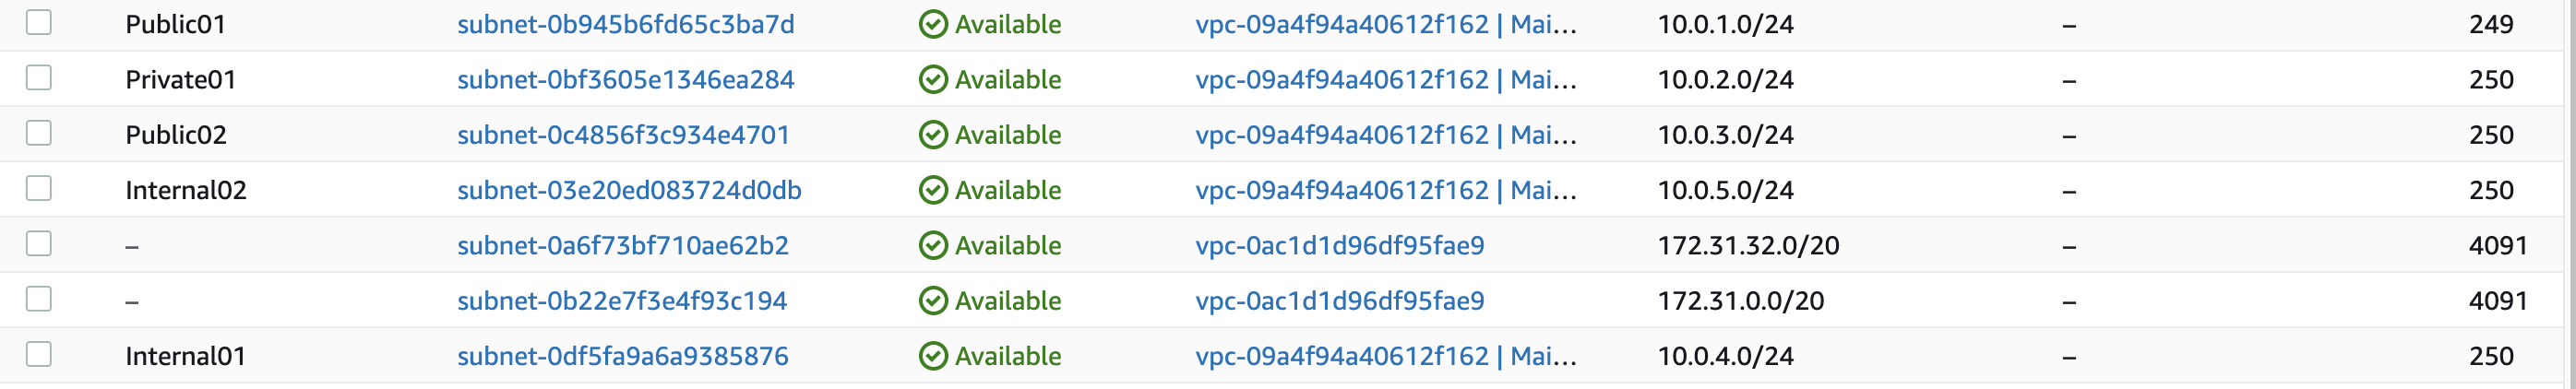 Public01 subnet-0b945b6fd65c3ba7d Available vpc-09a4f94a40612f162 | Mai... 10.0.1.0/24 – 249
Private01 subnet-0bf3605e1346ea284 Available vpc-09a4f94a40612f162 | Mai... 10.0.2.0/24 – 250
Public02 subnet-0c4856f3c934e4701 Available vpc-09a4f94a40612f162 | Mai... 10.0.3.0/24 – 250
Internal02 subnet-03e20ed083724d0db Available vpc-09a4f94a40612f162 | Mai... 10.0.5.0/24 – 250
– subnet-0a6f73bf710ae62b2 Available vpc-0ac1d1d96df95fae9 172.31.32.0/20 – 4091
– subnet-0b22e7f3e4f93c194 Available vpc-0ac1d1d96df95fae9 172.31.0.0/20 – 4091
Internal01 subnet-0df5fa9a6a9385876 Available vpc-09a4f94a40612f162 | Mai... 10.0.4.0/24 – 250